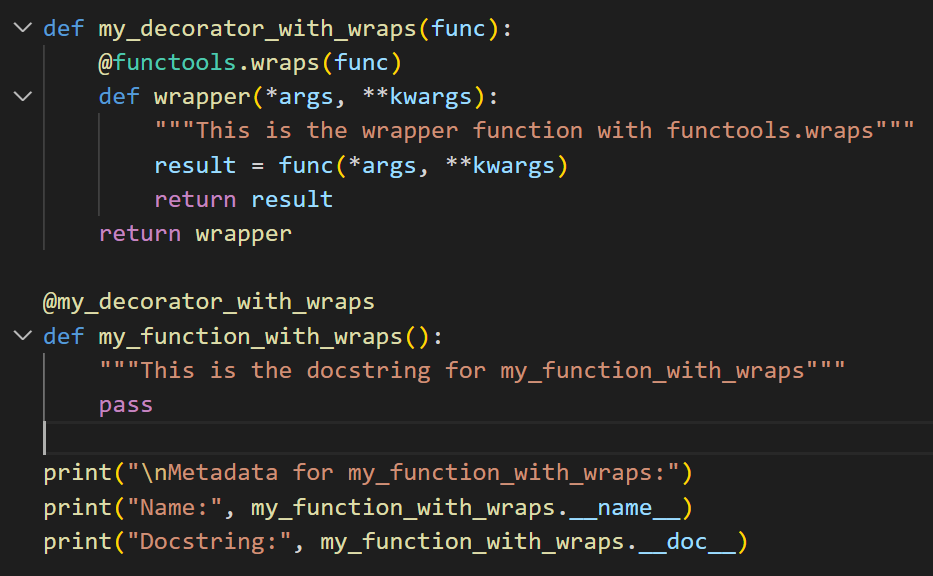 def my_decorator_with_wraps(func):
    @functools.wraps(func)
    def wrapper(*args, **kwargs):
        """This is the wrapper function with functools.wraps"""
        result = func(*args, **kwargs)
        return result
    return wrapper

@my_decorator_with_wraps
def my_function_with_wraps():
    """This is the docstring for my_function_with_wraps"""
    pass

print("\nMetadata for my_function_with_wraps:")
print("Name:", my_function_with_wraps.__name__)
print("Docstring:", my_function_with_wraps.__doc__)